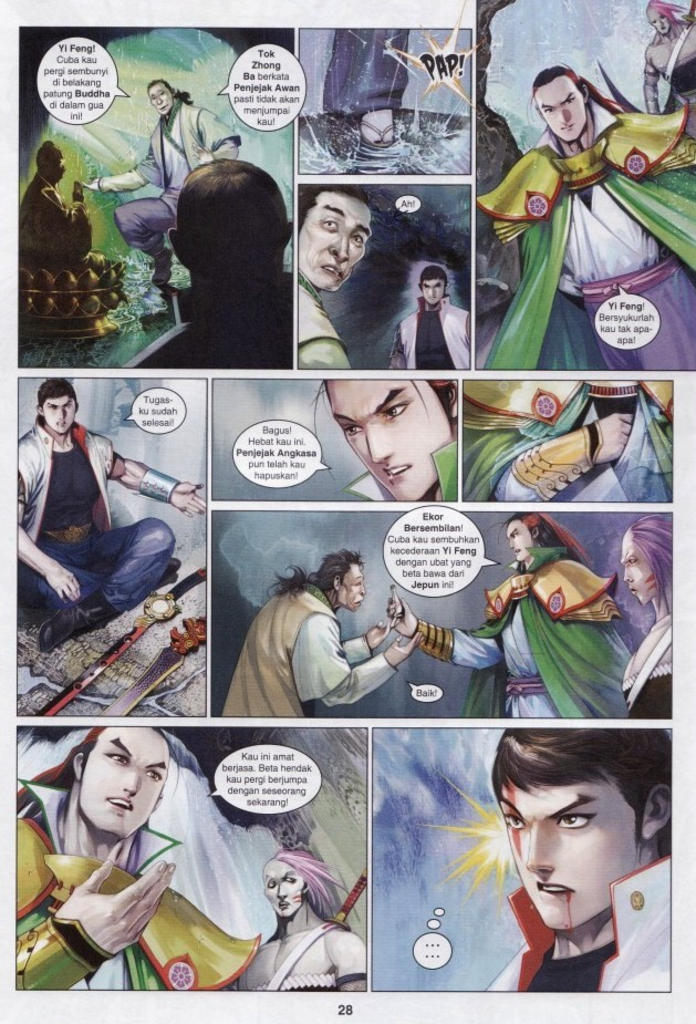 Yi Feng!
Cuba kau
pergi sembunyi
di belakang
patung Buddha
di dalam gua
ini!
Tok
Zhong
Ba berkata
Penjejak Awan
pasti tidak akan
menjumpai
kau!
PAP!
Ah!
Yi Feng!
Bersyukurlah
kau tak apa-
apa!
Tugas-
ku sudah
selesai!
Bagus!
Hebat kau ini.
Penjejak Angkasa
pun telah kau
hapuskan!
Ekor
Bersembilan!
Cuba kau sembuhkan
kecederaan Yi Feng
dengan ubat yang
beta bawa dari
Jepun ini!
Baik!
Kau ini amat
berjasa. Beta hendak
kau pergi berjumpa
dengan seseorang
sekarang!
...
...
28